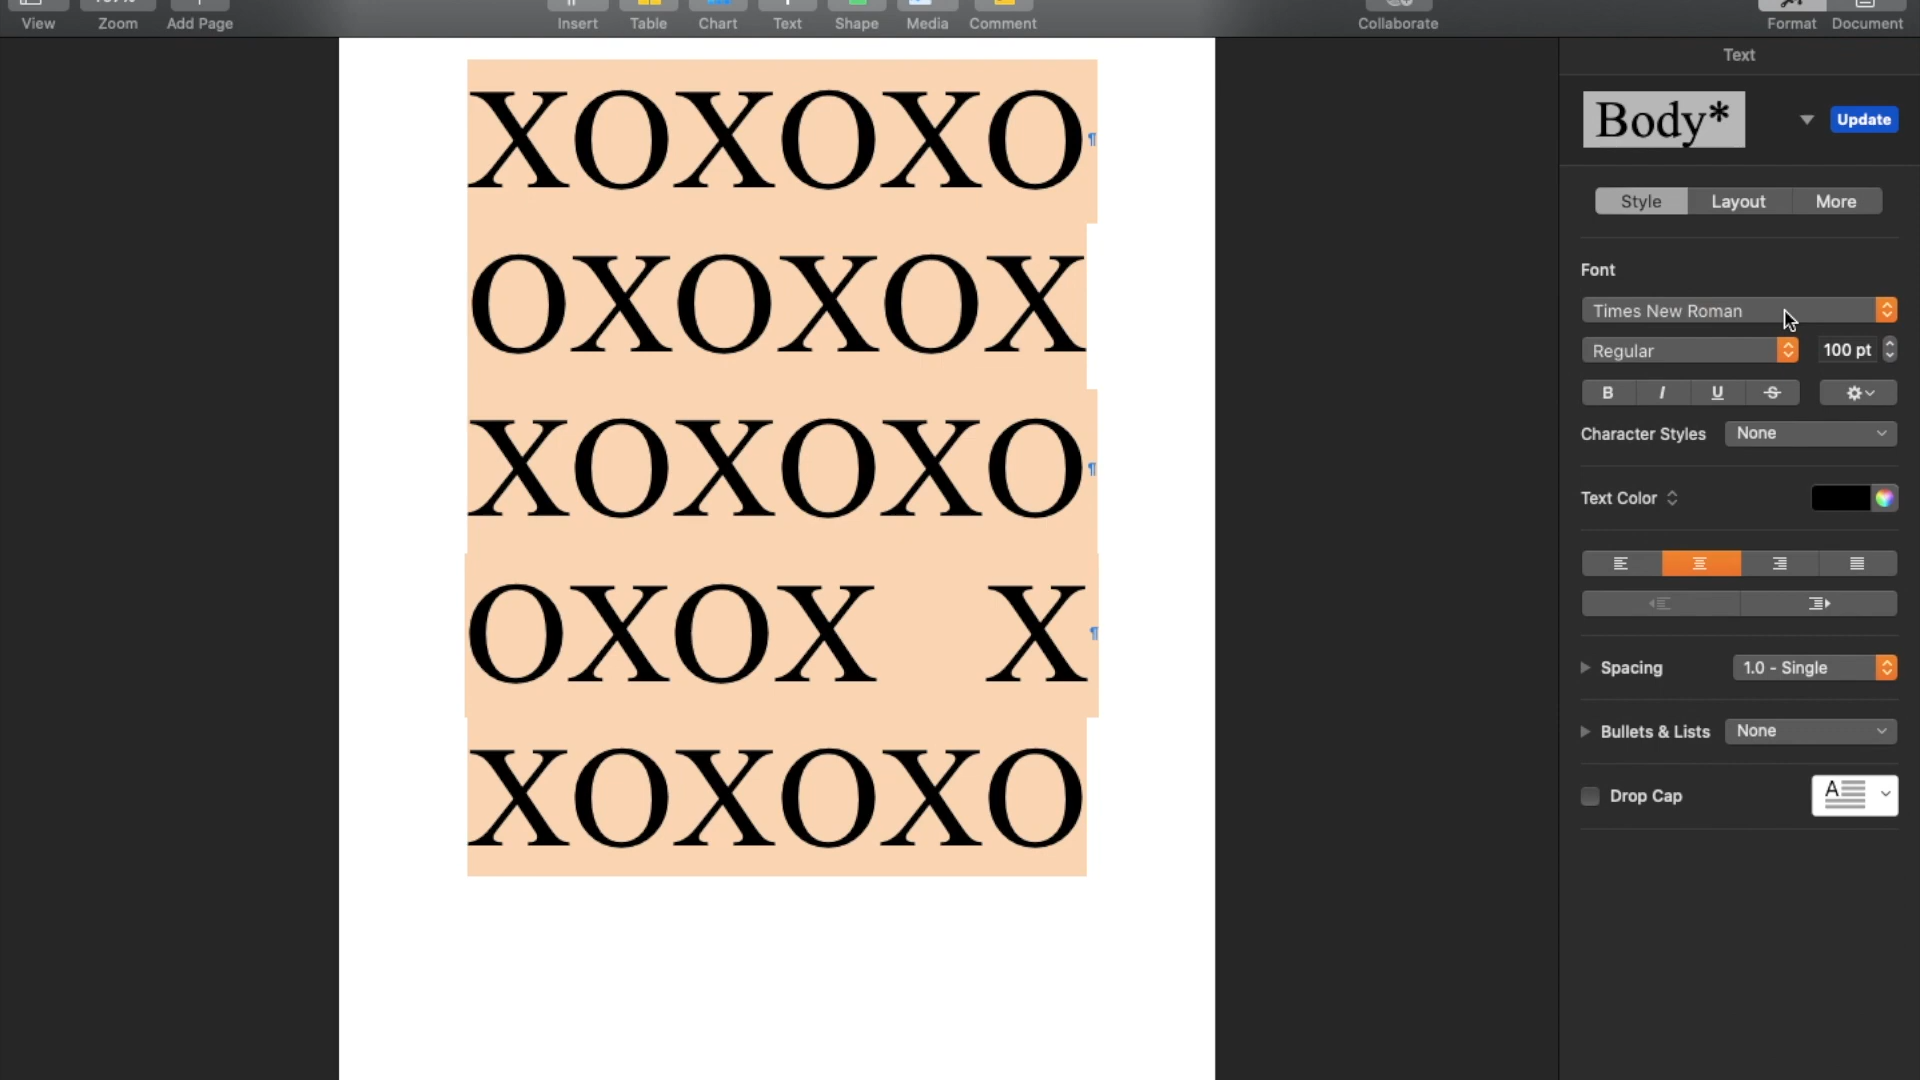 View Zoom Add Page Insert Table Chart Text Shape Media Comment Collaborate Format Document
Text
Body* Update
Style Layout More
Font
Times New Roman
Regular 100 pt
B I U S
Character Styles None
Text Color
Spacing 1.0 - Single
Bullets & Lists None
Drop Cap A
XOXOXO¶
OXOXOX
XOXOXO¶
OXOX X¶
XOXOXO